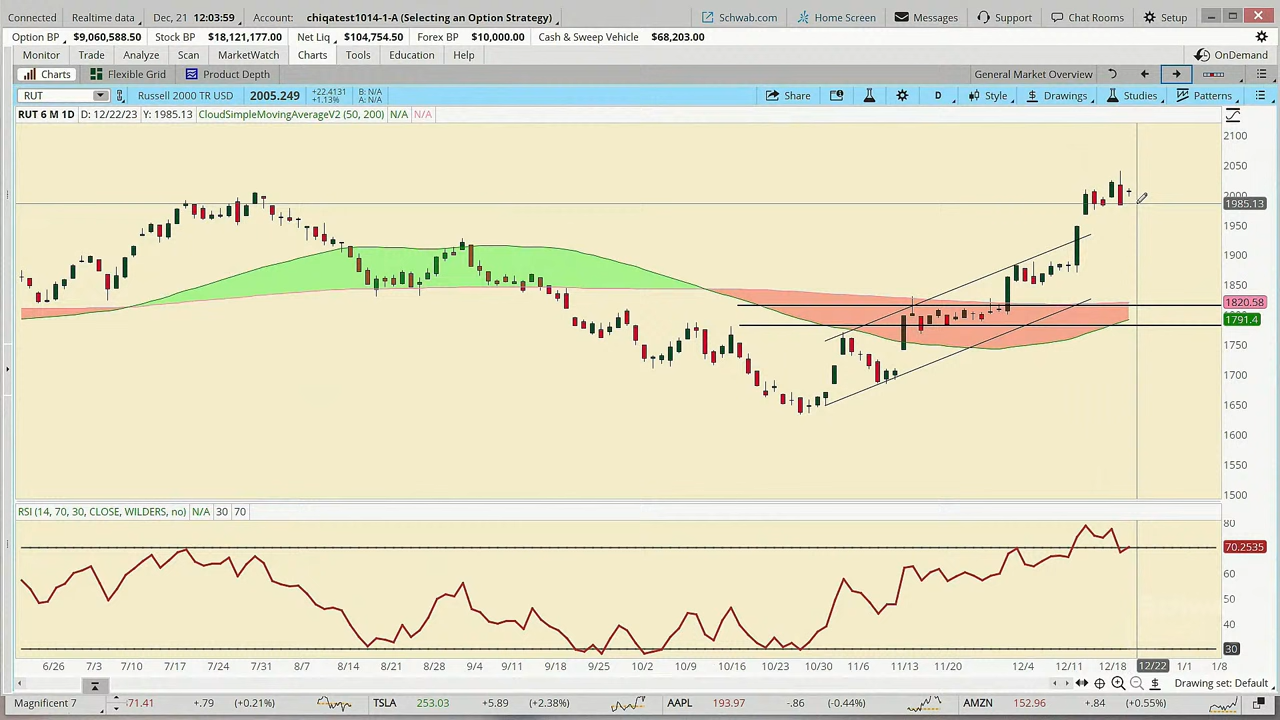 Connected Realtime data Dec, 21 12:03:59 Account: chiqatest1014-1-A (Selecting an Option Strategy) Schwab.com Home Screen Messages Support Chat Rooms Setup
Option BP $9,060,588.50 Stock BP $18,121,177.00 Net Liq $104,754.50 Forex BP $10,000.00 Cash & Sweep Vehicle $68,203.00
Monitor Trade Analyze Scan MarketWatch Charts Tools Education Help OnDemand
Charts Flexible Grid Product Depth General Market Overview
RUT Russell 2000 TR USD 2005.249 +22.4131 +1.13% B: N/A A: N/A Share D Style Drawings Studies Patterns
RUT 6 M 1D D: 12/22/23 Y: 1985.13 CloudSimpleMovingAverageV2 (50, 200) N/A N/A
2100
2050
2000
1985.13
1950
1900
1850
1820.58
1791.4
1750
1700
1650
1600
1550
1500
RSI (14, 70, 30, CLOSE, WILDERS, no) N/A 30 70
80
70.2535
60
50
40
30
6/26 7/3 7/10 7/17 7/24 7/31 8/14 8/21 8/28 9/4 9/11 9/25 10/2 10/9 10/16 10/23 10/30 11/6 11/13 11/20 12/4 12/11 12/18 12/22 1/1 1/8
Drawing set: Default
Magnificent 7 -71.41 +.79 (+0.21%) TSLA 253.03 +5.89 (+2.38%) AAPL 193.97 -.86 (-0.44%) AMZN 152.96 +.84 (+0.55%)